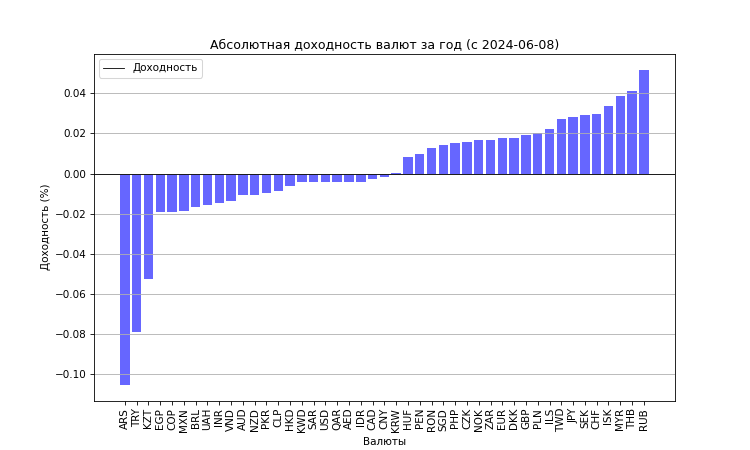 Абсолютная доходность валют за год (с 2024-06-08)
Доходность
0.04
0.02
0.00
−0.02
−0.04
−0.06
−0.08
−0.10
Доходность (%)
ARS TRY KZT EGP COP MXN BRL UAH INR VND AUD NZD PKR CLP HKD KWD SAR USD QAR AED IDR CAD CNY KRW HUF PEN RON SGD PHP CZK NOK ZAR EUR DKK GBP PLN ILS TWD JPY SEK CHF ISK MYR THB RUB
Валюты